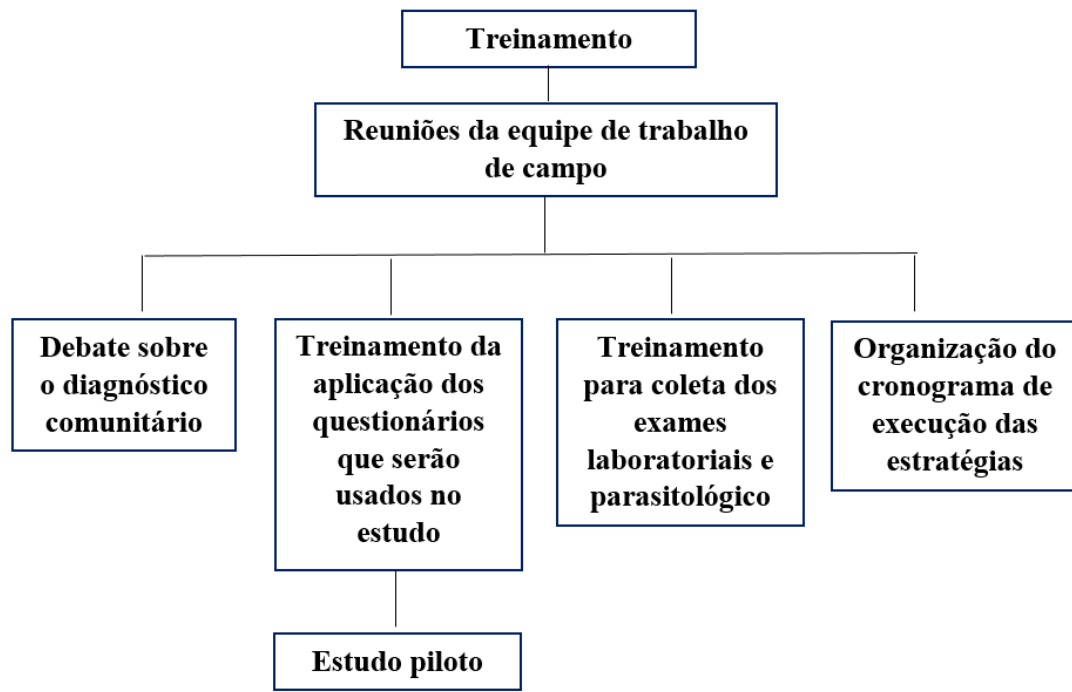 Treinamento
Reuniões da equipe de trabalho
de campo
Debate sobre
o diagnóstico
comunitário
Treinamento da
aplicação dos
questionários
que serão
usados no
estudo
Treinamento
para coleta dos
exames
laboratoriais e
parasitológico
Organização do
cronograma de
execução das
estratégias
Estudo piloto